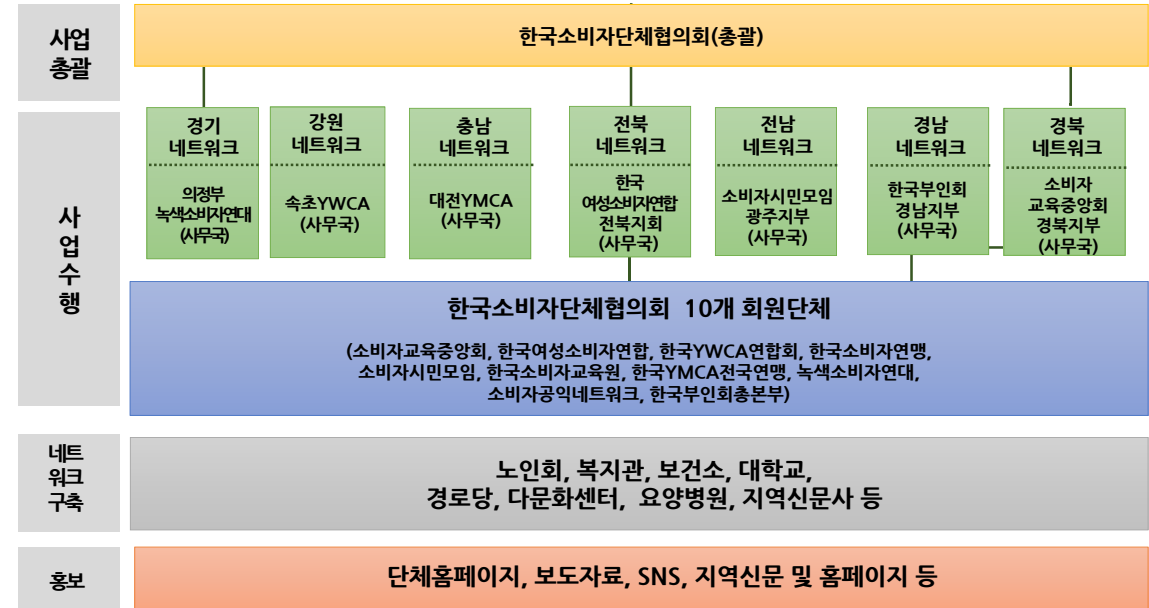 사업
총괄
한국소비자단체협의회(총괄)
사
업
수
행
경기
네트워크
의정부
녹색소비자연대
(사무국)
강원
네트워크
속초YWCA
(사무국)
충남
네트워크
대전YMCA
(사무국)
전북
네트워크
한국
여성소비자연합
전북지회
(사무국)
전남
네트워크
소비자시민모임
광주지부
(사무국)
경남
네트워크
한국부인회
경남지부
(사무국)
경북
네트워크
소비자
교육중앙회
경북지부
(사무국)
한국소비자단체협의회 10개 회원단체
(소비자교육중앙회, 한국여성소비자연합, 한국YWCA연합회, 한국소비자연맹,
소비자시민모임, 한국소비자교육원, 한국YMCA전국연맹, 녹색소비자연대,
소비자공익네트워크, 한국부인회총본부)
네트
워크
구축
노인회, 복지관, 보건소, 대학교,
경로당, 다문화센터, 요양병원, 지역신문사 등
홍보
단체홈페이지, 보도자료, SNS, 지역신문 및 홈페이지 등